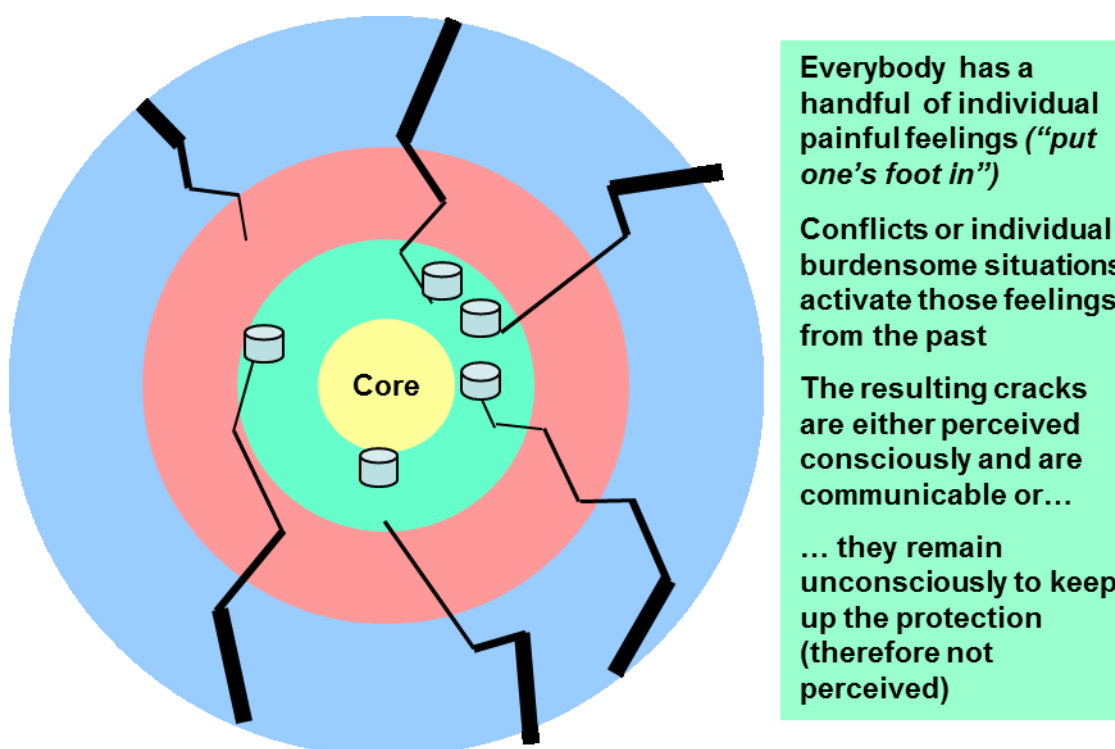 Core
Everybody has a
handful of individual
painful feelings (“put
one’s foot in”)
Conflicts or individual
burdensome situations
activate those feelings
from the past
The resulting cracks
are either perceived
consciously and are
communicable or…
… they remain
unconsciously to keep
up the protection
(therefore not
perceived)